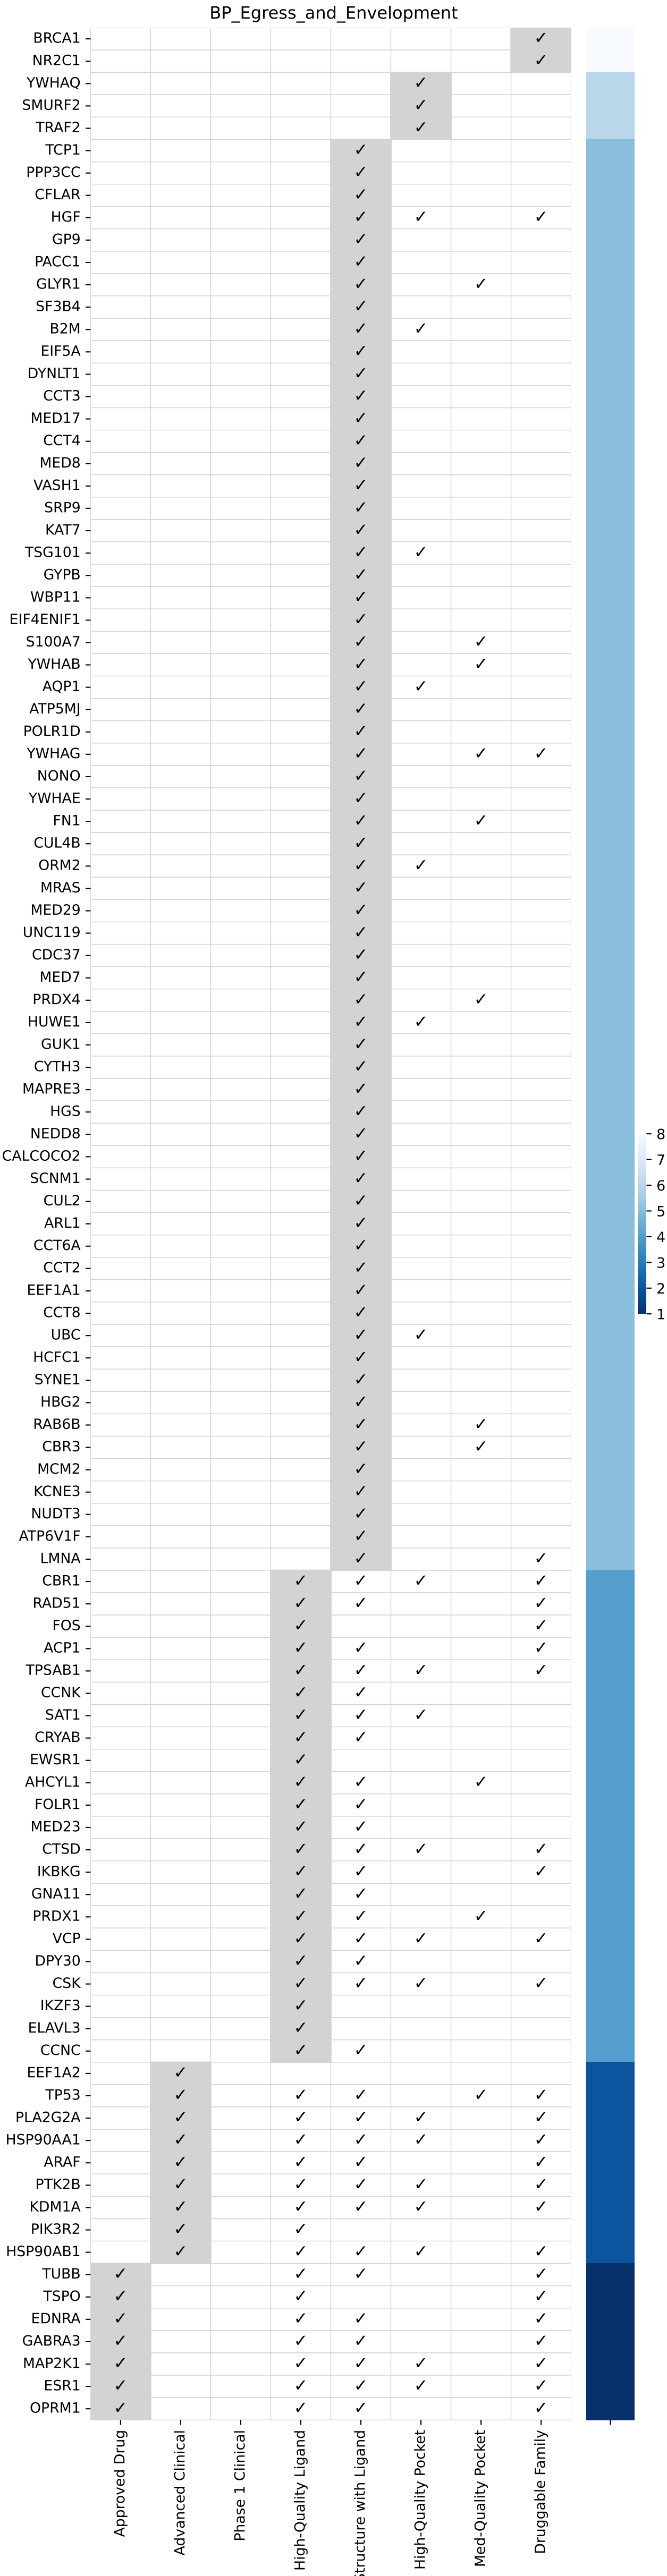 BP_Egress_and_Envelopment
BRCA1
NR2C1
YWHAQ
SMURF2
TRAF2
TCP1
PPP3CC
CFLAR
HGF
GP9
PACC1
GLYR1
SF3B4
B2M
EIF5A
DYNLT1
CCT3
MED17
CCT4
MED8
VASH1
SRP9
KAT7
TSG101
GYPB
WBP11
EIF4ENIF1
S100A7
YWHAB
AQP1
ATP5MJ
POLR1D
YWHAG
NONO
YWHAE
FN1
CUL4B
ORM2
MRAS
MED29
UNC119
CDC37
MED7
PRDX4
HUWE1
GUK1
CYTH3
MAPRE3
HGS
NEDD8
CALCOCO2
SCNM1
CUL2
ARL1
CCT6A
CCT2
EEF1A1
CCT8
UBC
HCFC1
SYNE1
HBG2
RAB6B
CBR3
MCM2
KCNE3
NUDT3
ATP6V1F
LMNA
CBR1
RAD51
FOS
ACP1
TPSAB1
CCNK
SAT1
CRYAB
EWSR1
AHCYL1
FOLR1
MED23
CTSD
IKBKG
GNA11
PRDX1
VCP
DPY30
CSK
IKZF3
ELAVL3
CCNC
EEF1A2
TP53
PLA2G2A
HSP90AA1
ARAF
PTK2B
KDM1A
PIK3R2
HSP90AB1
TUBB
TSPO
EDNRA
GABRA3
MAP2K1
ESR1
OPRM1
Approved Drug
Advanced Clinical
Phase 1 Clinical
High-Quality Ligand
tructure with Ligand
High-Quality Pocket
Med-Quality Pocket
Druggable Family
8
7
6
5
4
3
2
1